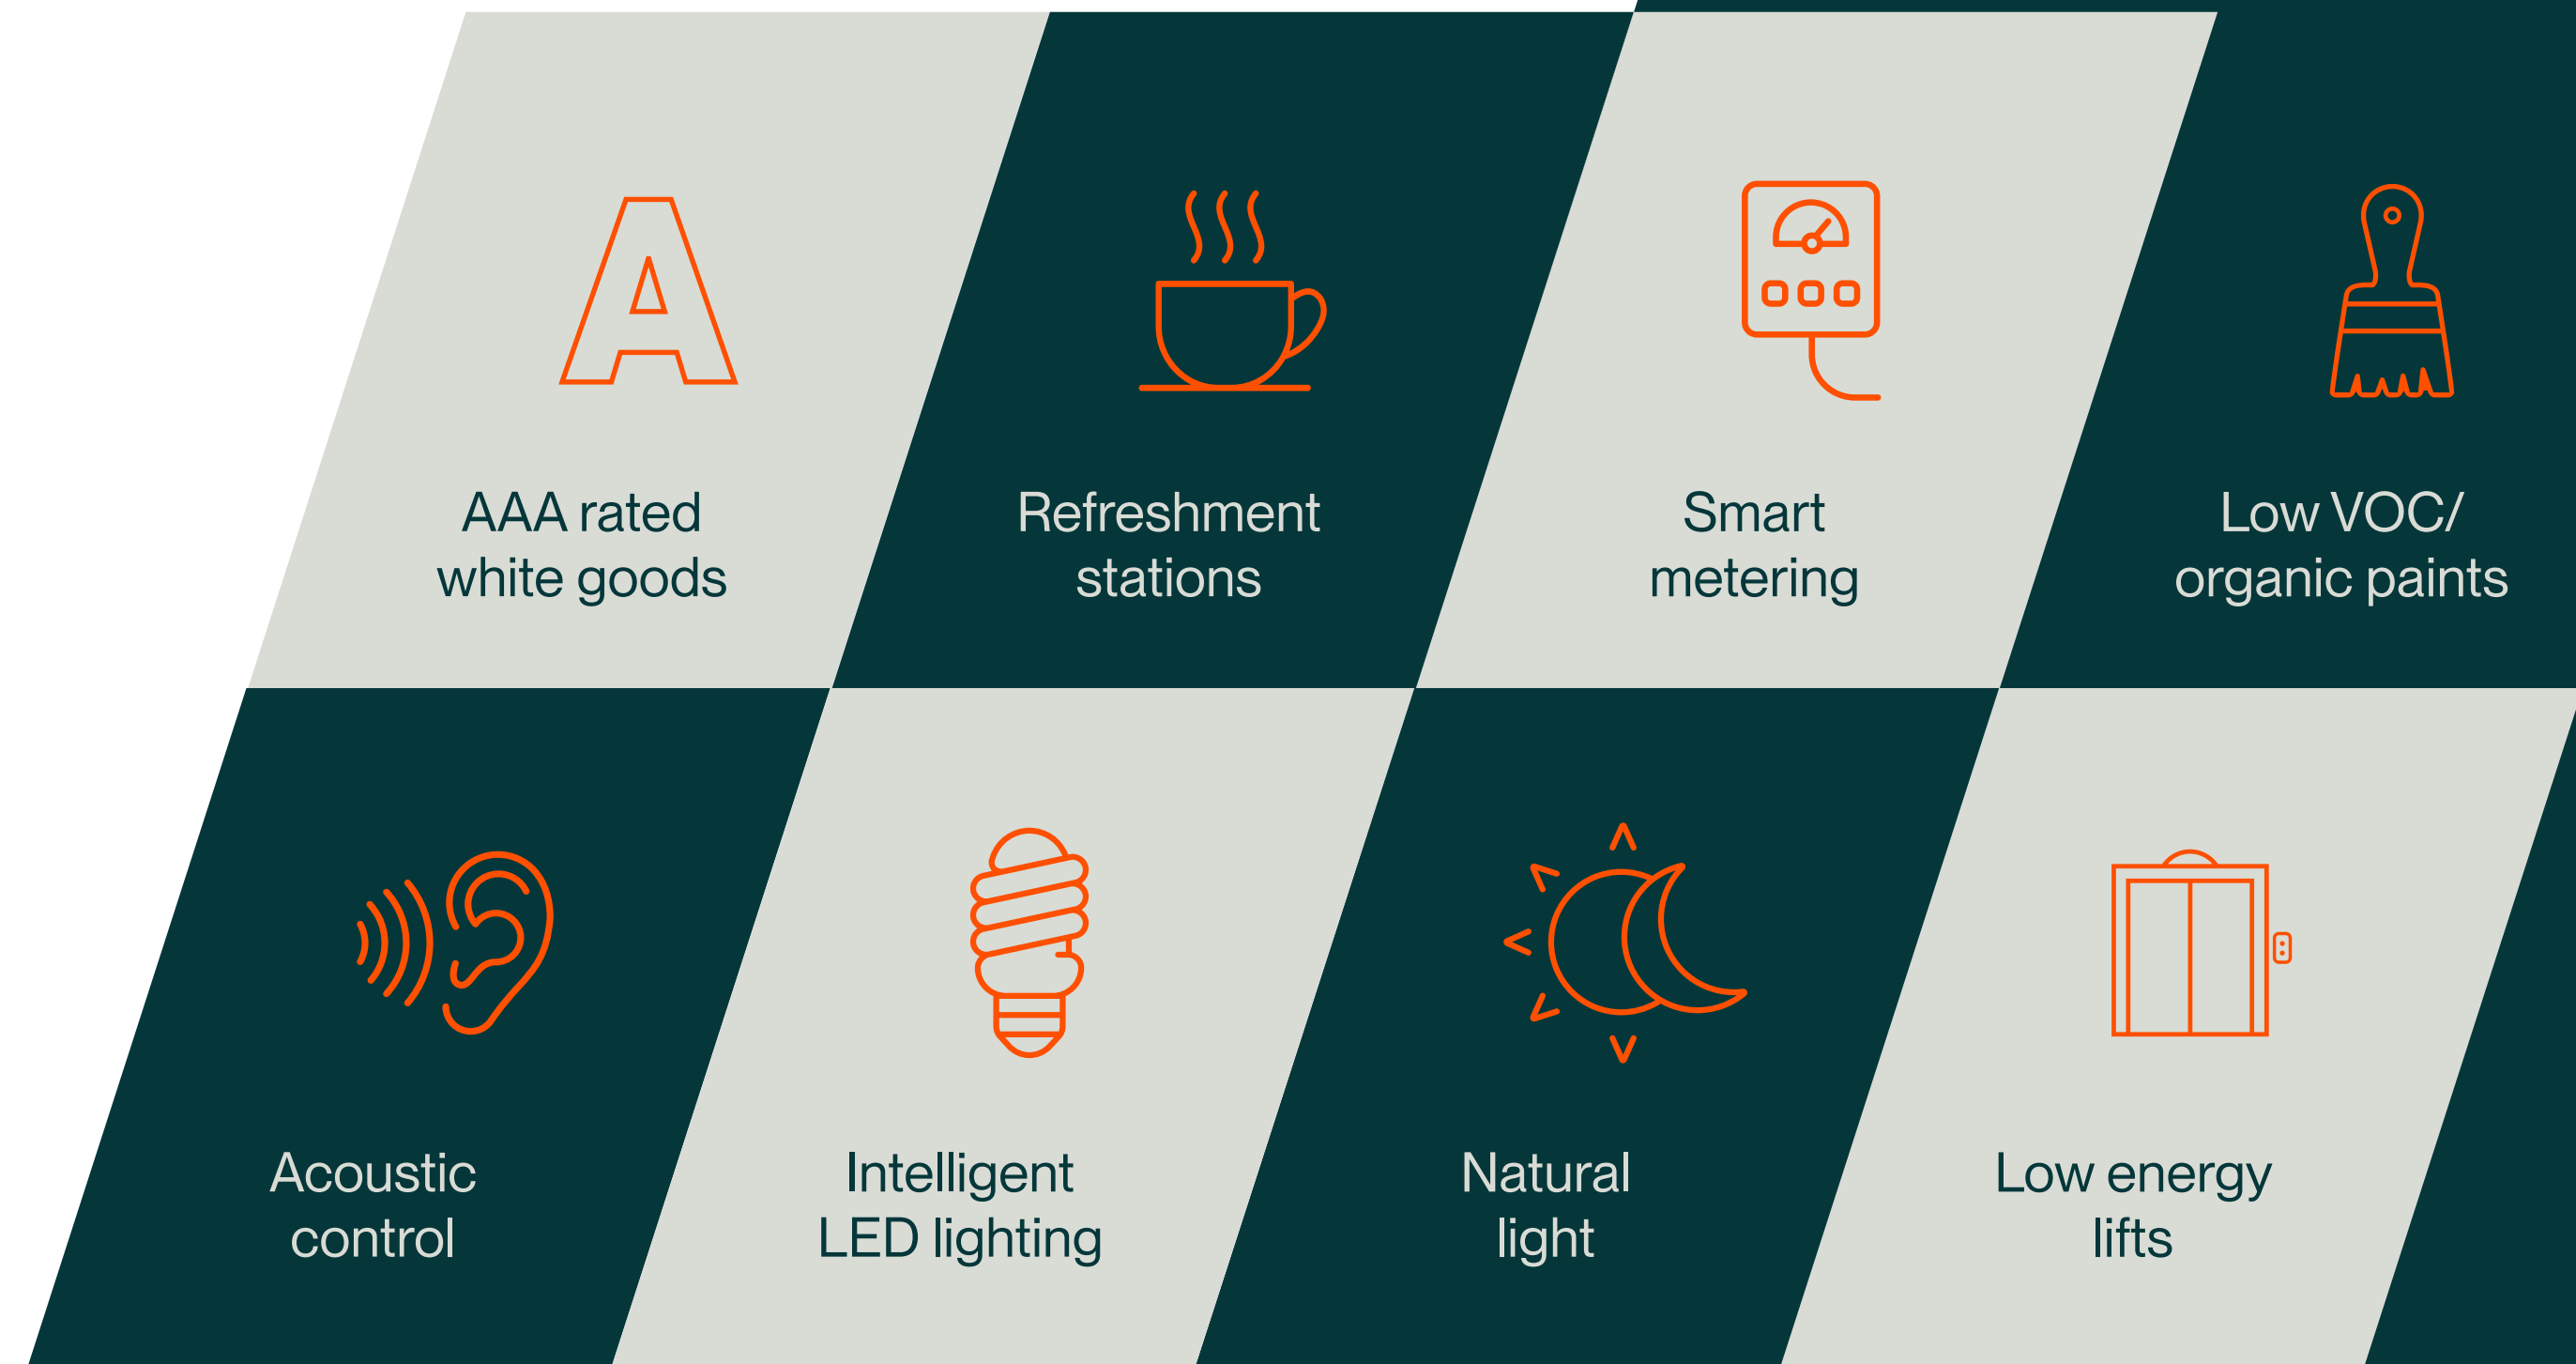 AAA rated
white goods
Refreshment
stations
Smart
metering
Low VOC/
organic paints
Acoustic
control
Intelligent
LED lighting
Natural
light
Low energy
lifts